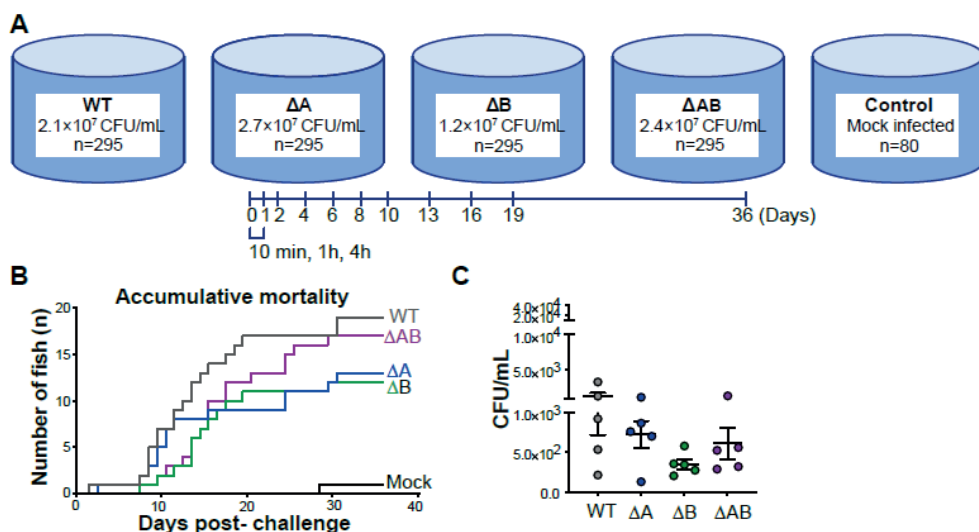 A
WT
2.1×10⁷ CFU/mL
n=295
ΔA
2.7×10⁷ CFU/mL
n=295
ΔB
1.2×10⁷ CFU/mL
n=295
ΔAB
2.4×10⁷ CFU/mL
n=295
Control
Mock infected
n=80
0 1 2 4 6 8 10 13 16 19 36 (Days)
10 min, 1h, 4h
B
Accumulative mortality
Number of fish (n)
20
15
10
5
0
0 10 20 30 40
Days post- challenge
WT
ΔAB
ΔA
ΔB
Mock
C
CFU/mL
4.0×10⁴
2.0×10⁴
1.0×10⁴
2.5×10³
1.0×10³
5.0×10²
0.0
WT ΔA ΔB ΔAB